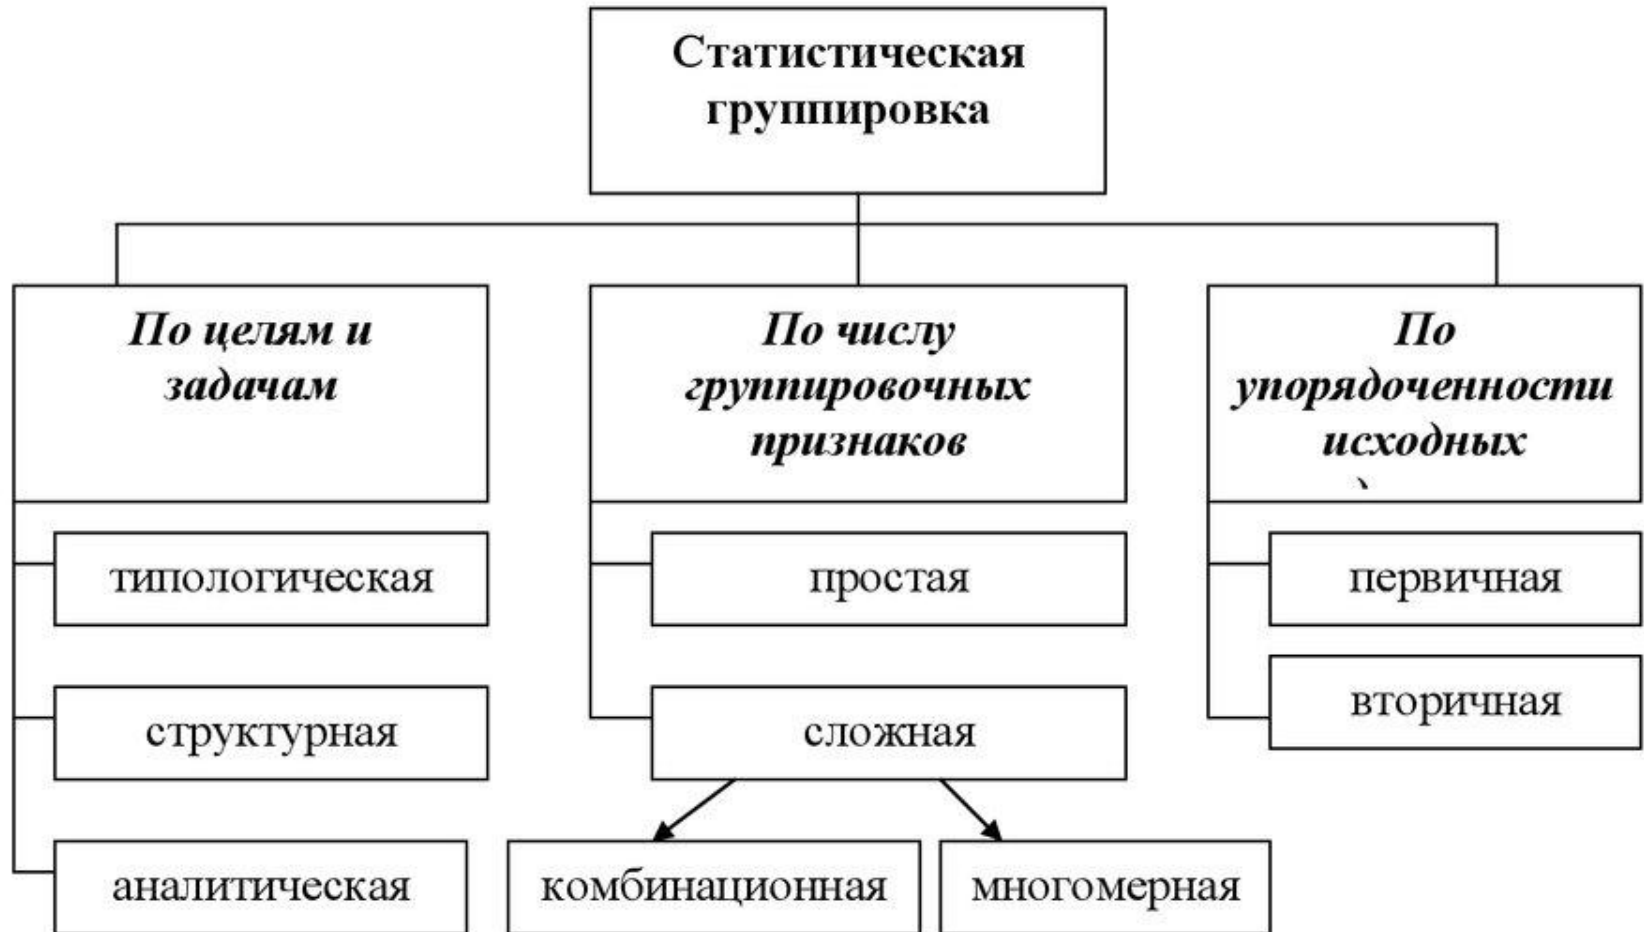 Статистическая
группировка
По целям и
задачам
По числу
группировочных
признаков
По
упорядоченности
исходных
типологическая
структурная
аналитическая
простая
сложная
комбинационная
многомерная
первичная
вторичная